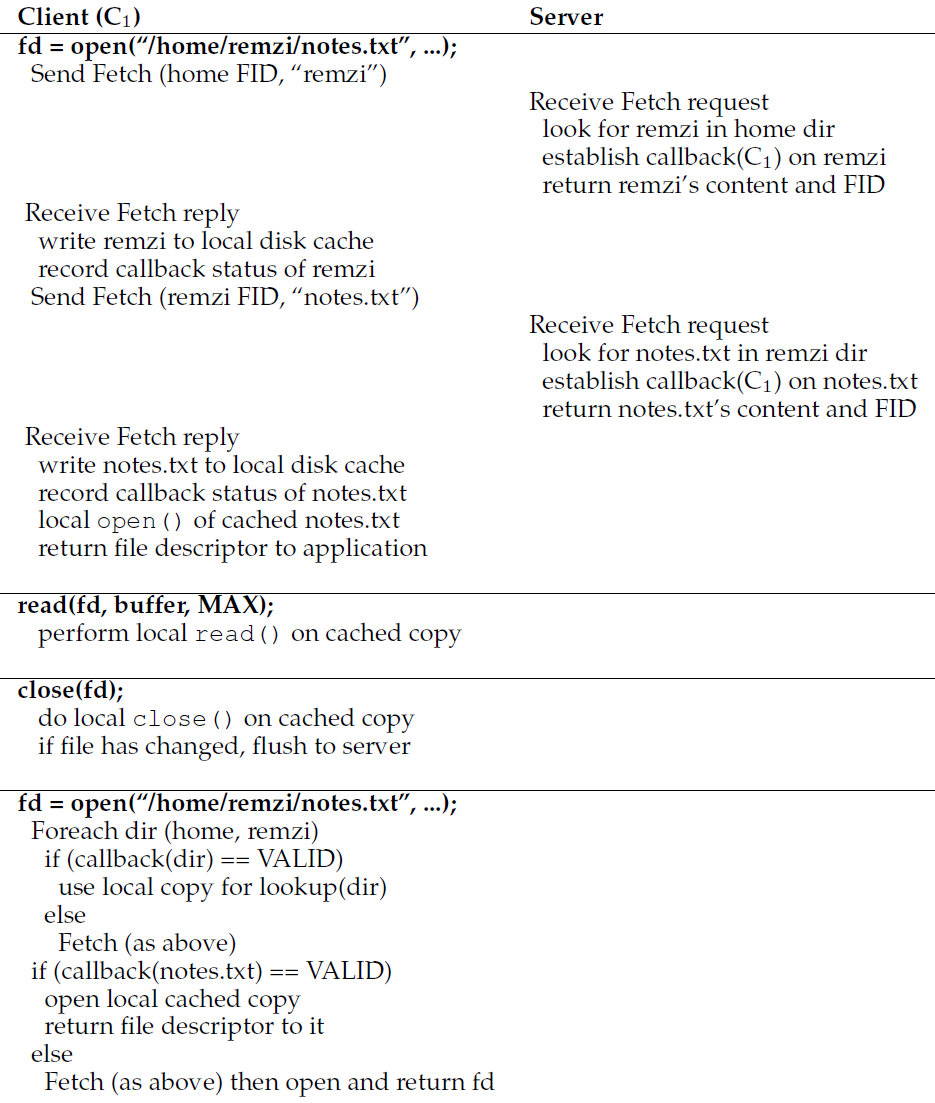 Client (C₁) Server
fd = open(“/home/remzi/notes.txt”, ...);
Send Fetch (home FID, “remzi”)
Receive Fetch request
look for remzi in home dir
establish callback(C₁) on remzi
return remzi’s content and FID
Receive Fetch reply
write remzi to local disk cache
record callback status of remzi
Send Fetch (remzi FID, “notes.txt”)
Receive Fetch request
look for notes.txt in remzi dir
establish callback(C₁) on notes.txt
return notes.txt’s content and FID
Receive Fetch reply
write notes.txt to local disk cache
record callback status of notes.txt
local open() of cached notes.txt
return file descriptor to application
read(fd, buffer, MAX);
perform local read() on cached copy
close(fd);
do local close() on cached copy
if file has changed, flush to server
fd = open(“/home/remzi/notes.txt”, ...);
Foreach dir (home, remzi)
if (callback(dir) == VALID)
use local copy for lookup(dir)
else
Fetch (as above)
if (callback(notes.txt) == VALID)
open local cached copy
return file descriptor to it
else
Fetch (as above) then open and return fd